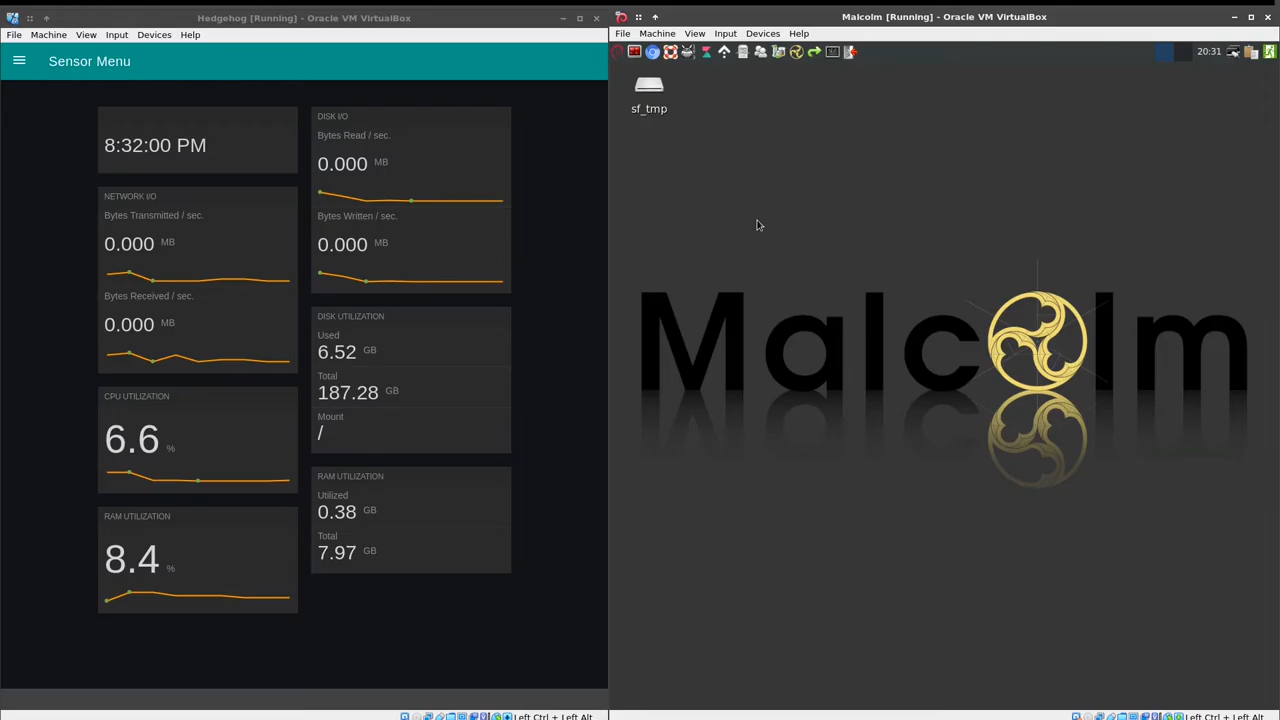 Hedgehog [Running] - Oracle VM VirtualBox
File Machine View Input Devices Help
Sensor Menu
8:32:00 PM
NETWORK I/O
Bytes Transmitted / sec.
0.000 MB
Bytes Received / sec.
0.000 MB
CPU UTILIZATION
6.6 %
RAM UTILIZATION
8.4 %
DISK I/O
Bytes Read / sec.
0.000 MB
Bytes Written / sec.
0.000 MB
DISK UTILIZATION
Used
6.52 GB
Total
187.28 GB
Mount
/
RAM UTILIZATION
Utilized
0.38 GB
Total
7.97 GB
Left Ctrl + Left Alt
Malcolm [Running] - Oracle VM VirtualBox
File Machine View Input Devices Help
20:31
sf_tmp
Malcolm
Left Ctrl + Left Alt